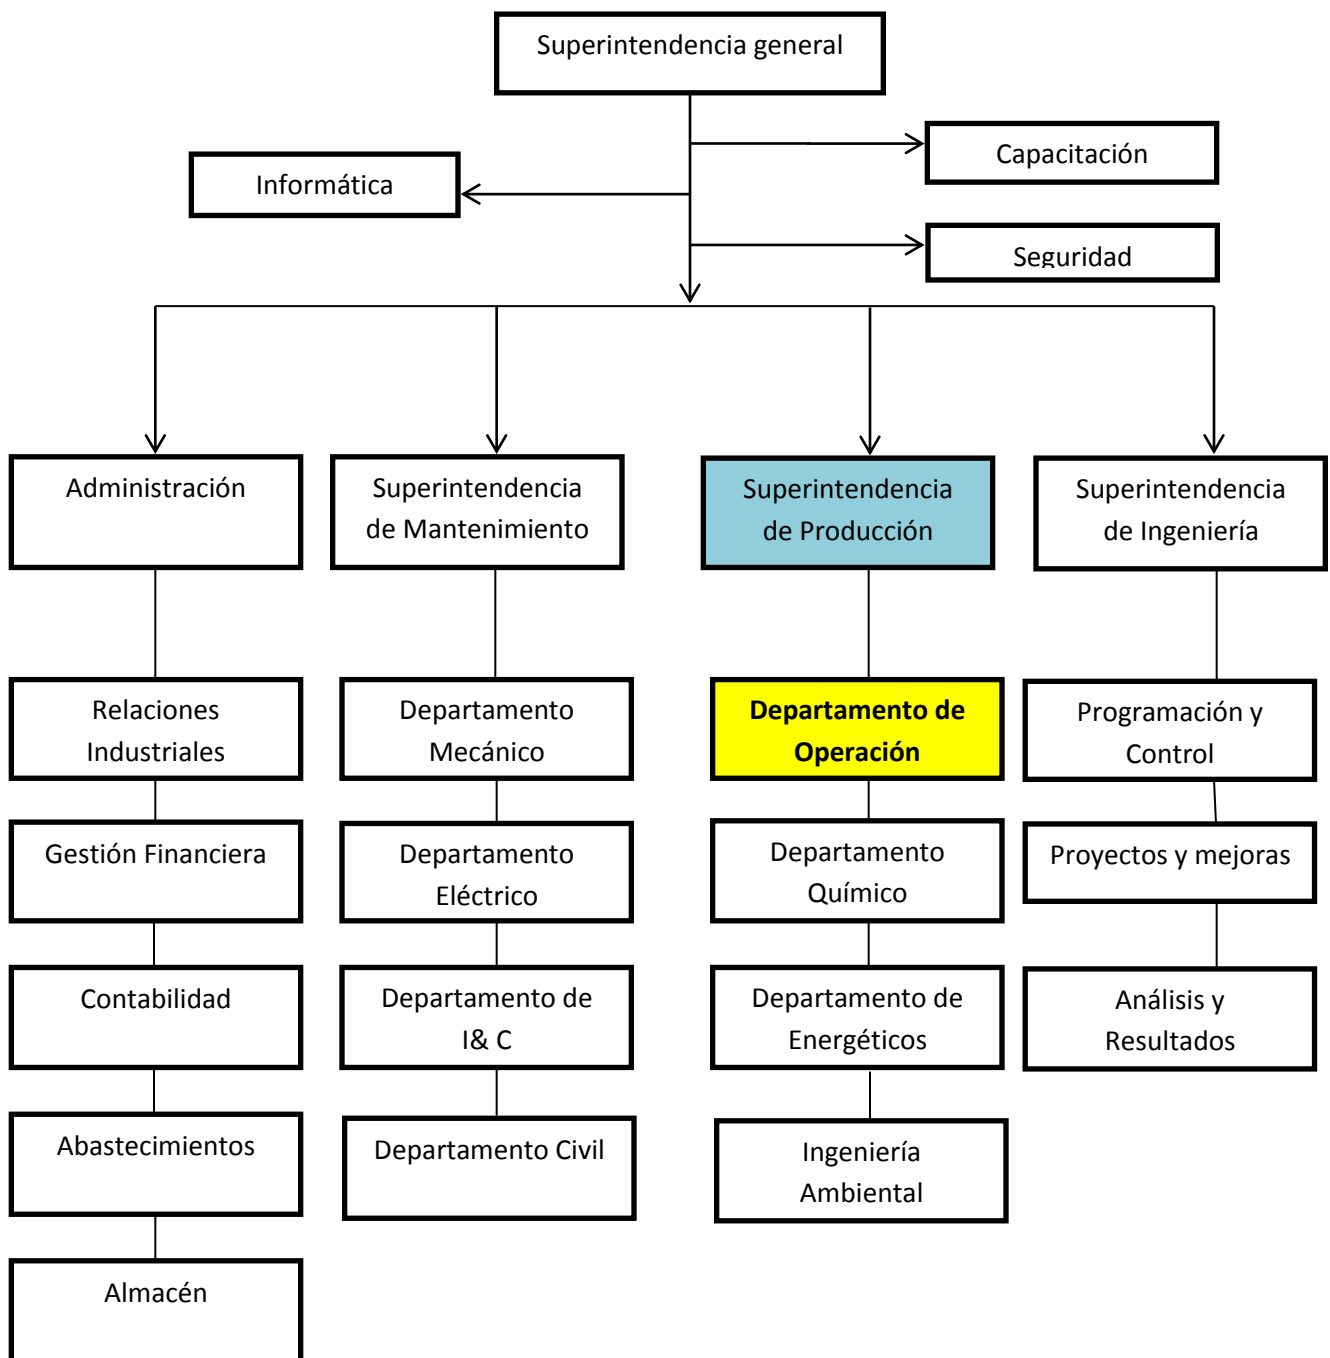 Superintendencia general
Capacitación
Informática
Seguridad
Administración
Superintendencia
de Mantenimiento
Superintendencia
de Producción
Superintendencia
de Ingeniería
Relaciones
Industriales
Departamento
Mecánico
Departamento de
Operación
Programación y
Control
Gestión Financiera
Departamento
Eléctrico
Departamento
Químico
Proyectos y mejoras
Contabilidad
Departamento de
I& C
Departamento de
Energéticos
Análisis y
Resultados
Abastecimientos
Departamento Civil
Ingeniería
Ambiental
Almacén